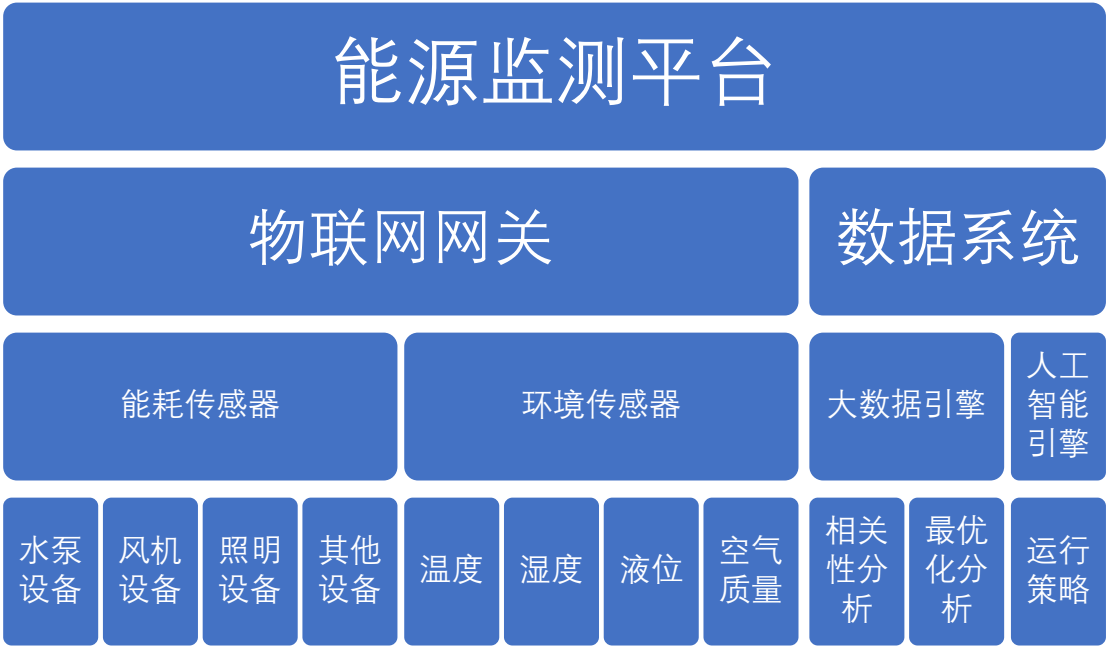 能源监测平台
物联网网关
数据系统
能耗传感器
环境传感器
大数据引擎
人工
智能
引擎
水泵
设备
风机
设备
照明
设备
其他
设备
温度
湿度
液位
空气
质量
相关
性分
析
最优
化分
析
运行
策略